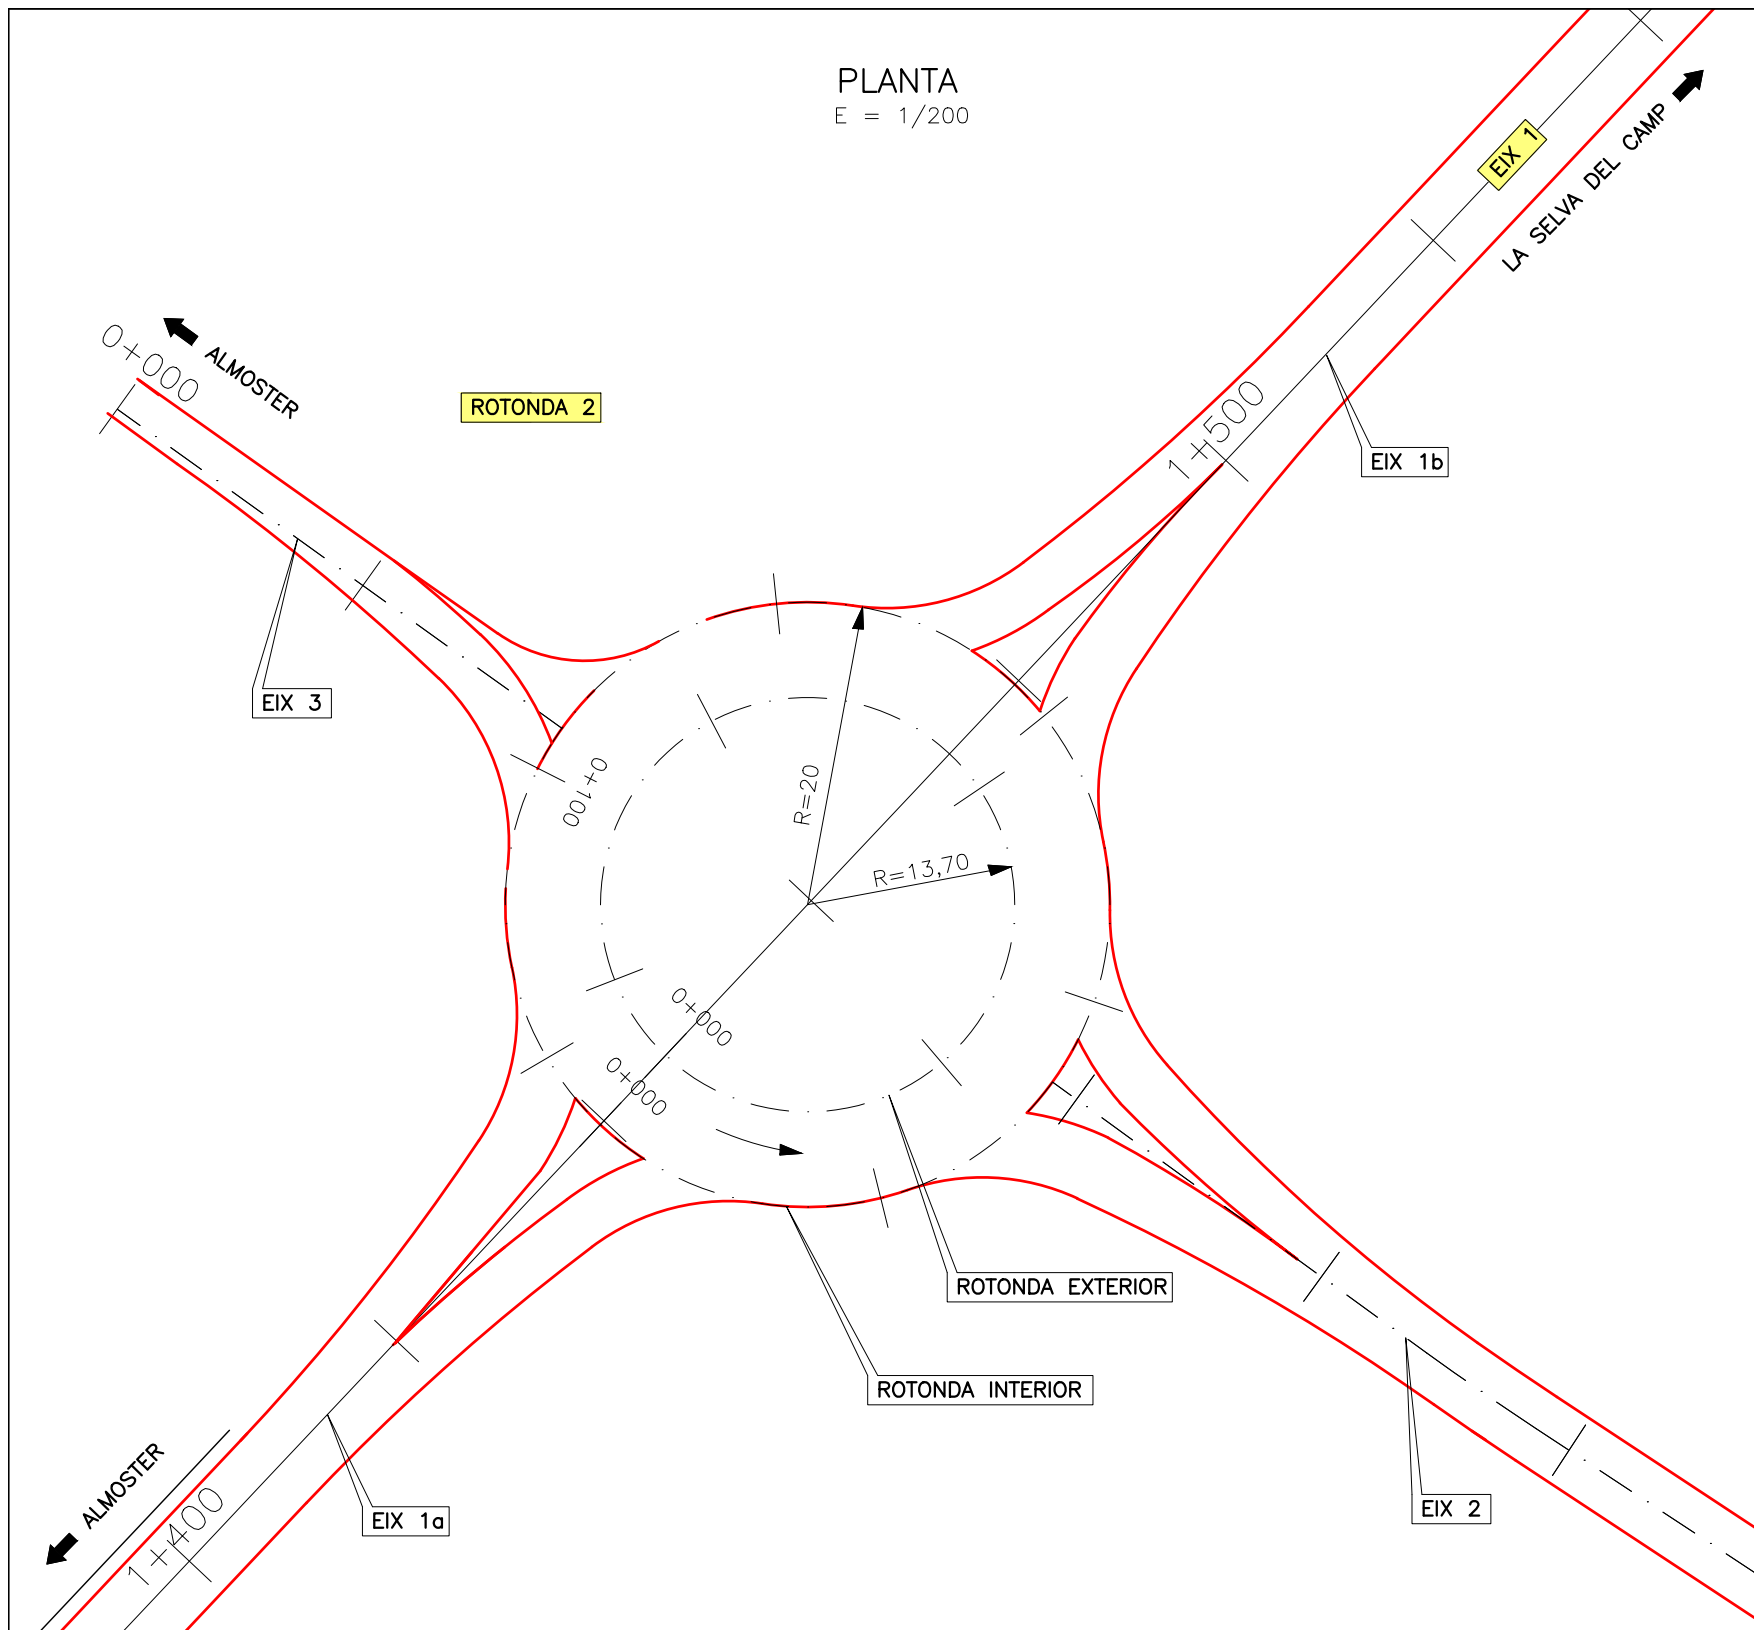 PLANTA
E = 1/200
EIX 1
LA SELVA DEL CAMP
ALMOSTER
0+000
ROTONDA 2
1+500
EIX 1b
EIX 3
0+100
R=20
R=13,70
0+000
0+000
ROTONDA EXTERIOR
ROTONDA INTERIOR
ALMOSTER
1+400
EIX 1a
EIX 2